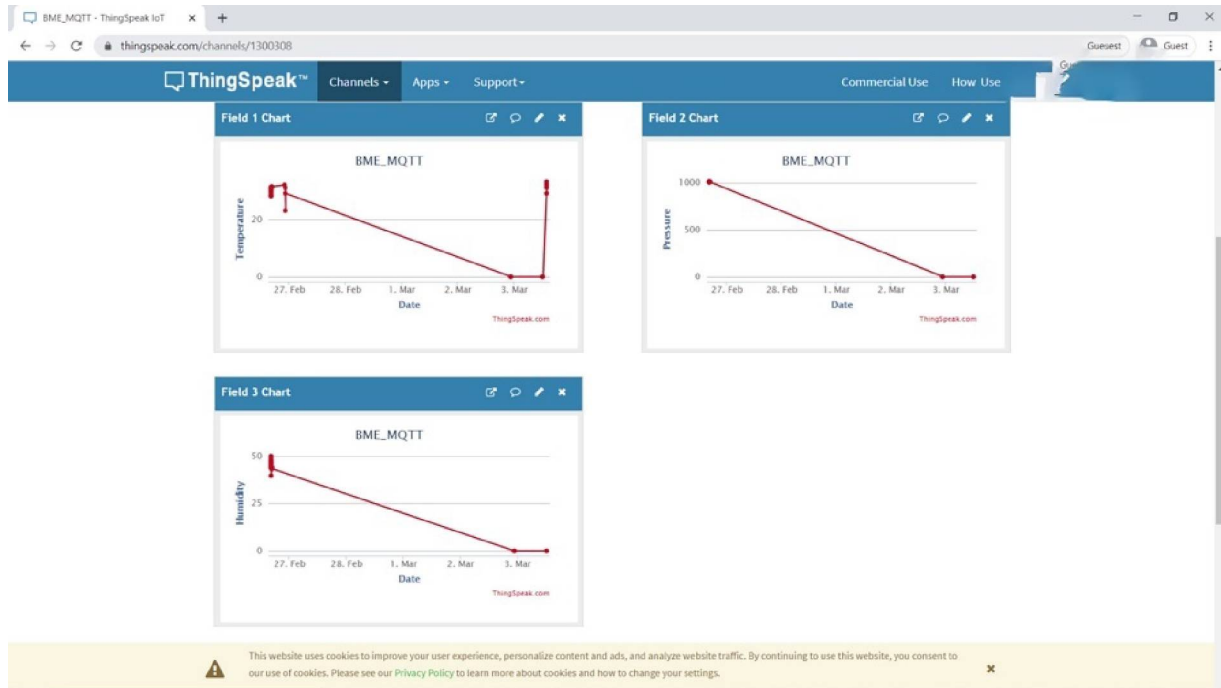 BME_MQTT - ThingSpeak IoT
thingspeak.com/channels/1300308
Guesest
Guest
ThingSpeak™ Channels Apps Support Commercial Use How Use
Field 1 Chart
BME_MQTT
Temperature
20
0
27. Feb 28. Feb 1. Mar 2. Mar 3. Mar
Date
ThingSpeak.com
Field 2 Chart
BME_MQTT
Pressure
1000
500
0
27. Feb 28. Feb 1. Mar 2. Mar 3. Mar
Date
ThingSpeak.com
Field 3 Chart
BME_MQTT
Humidity
50
25
0
27. Feb 28. Feb 1. Mar 2. Mar 3. Mar
Date
ThingSpeak.com
This website uses cookies to improve your user experience, personalize content and ads, and analyze website traffic. By continuing to use this website, you consent to
our use of cookies. Please see our Privacy Policy to learn more about cookies and how to change your settings.